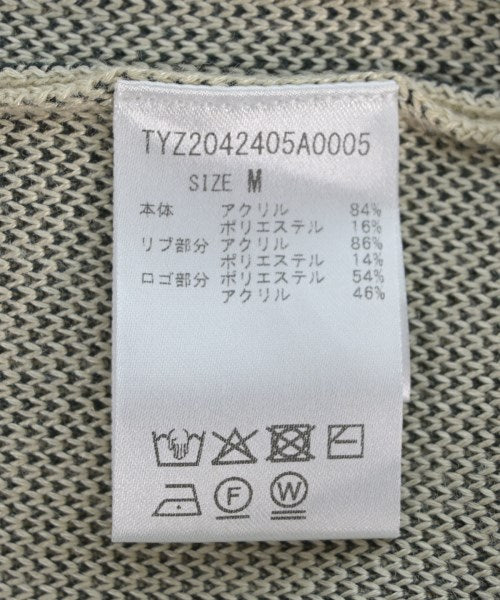 TYZ2042405A0005
SIZE M
本体 アクリル 84%
ポリエステル 16%
リブ部分 アクリル 86%
ポリエステル 14%
ロゴ部分 ポリエステル 54%
アクリル 46%
F W